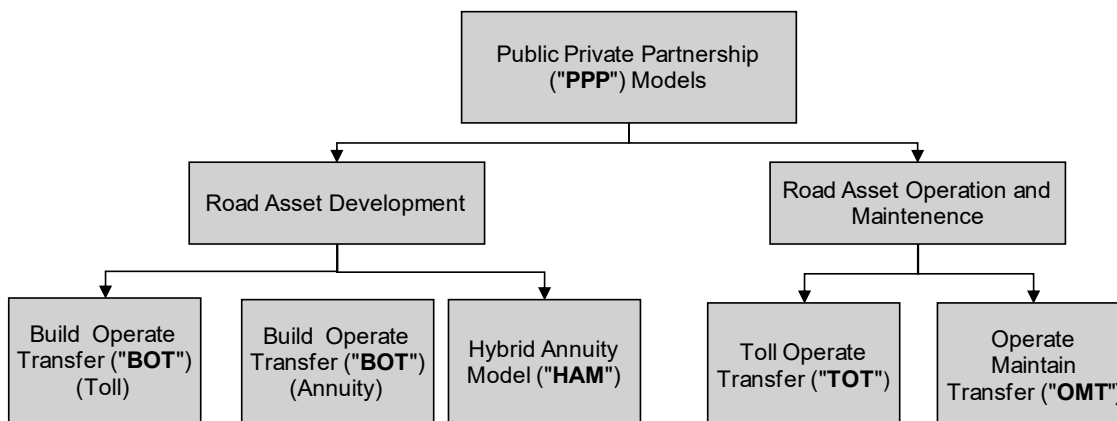 Public Private Partnership
("PPP") Models
Road Asset Development
Road Asset Operation and
Maintenence
Build Operate
Transfer ("BOT")
(Toll)
Build Operate
Transfer ("BOT")
(Annuity)
Hybrid Annuity
Model ("HAM")
Toll Operate
Transfer ("TOT")
Operate
Maintain
Transfer ("OMT")